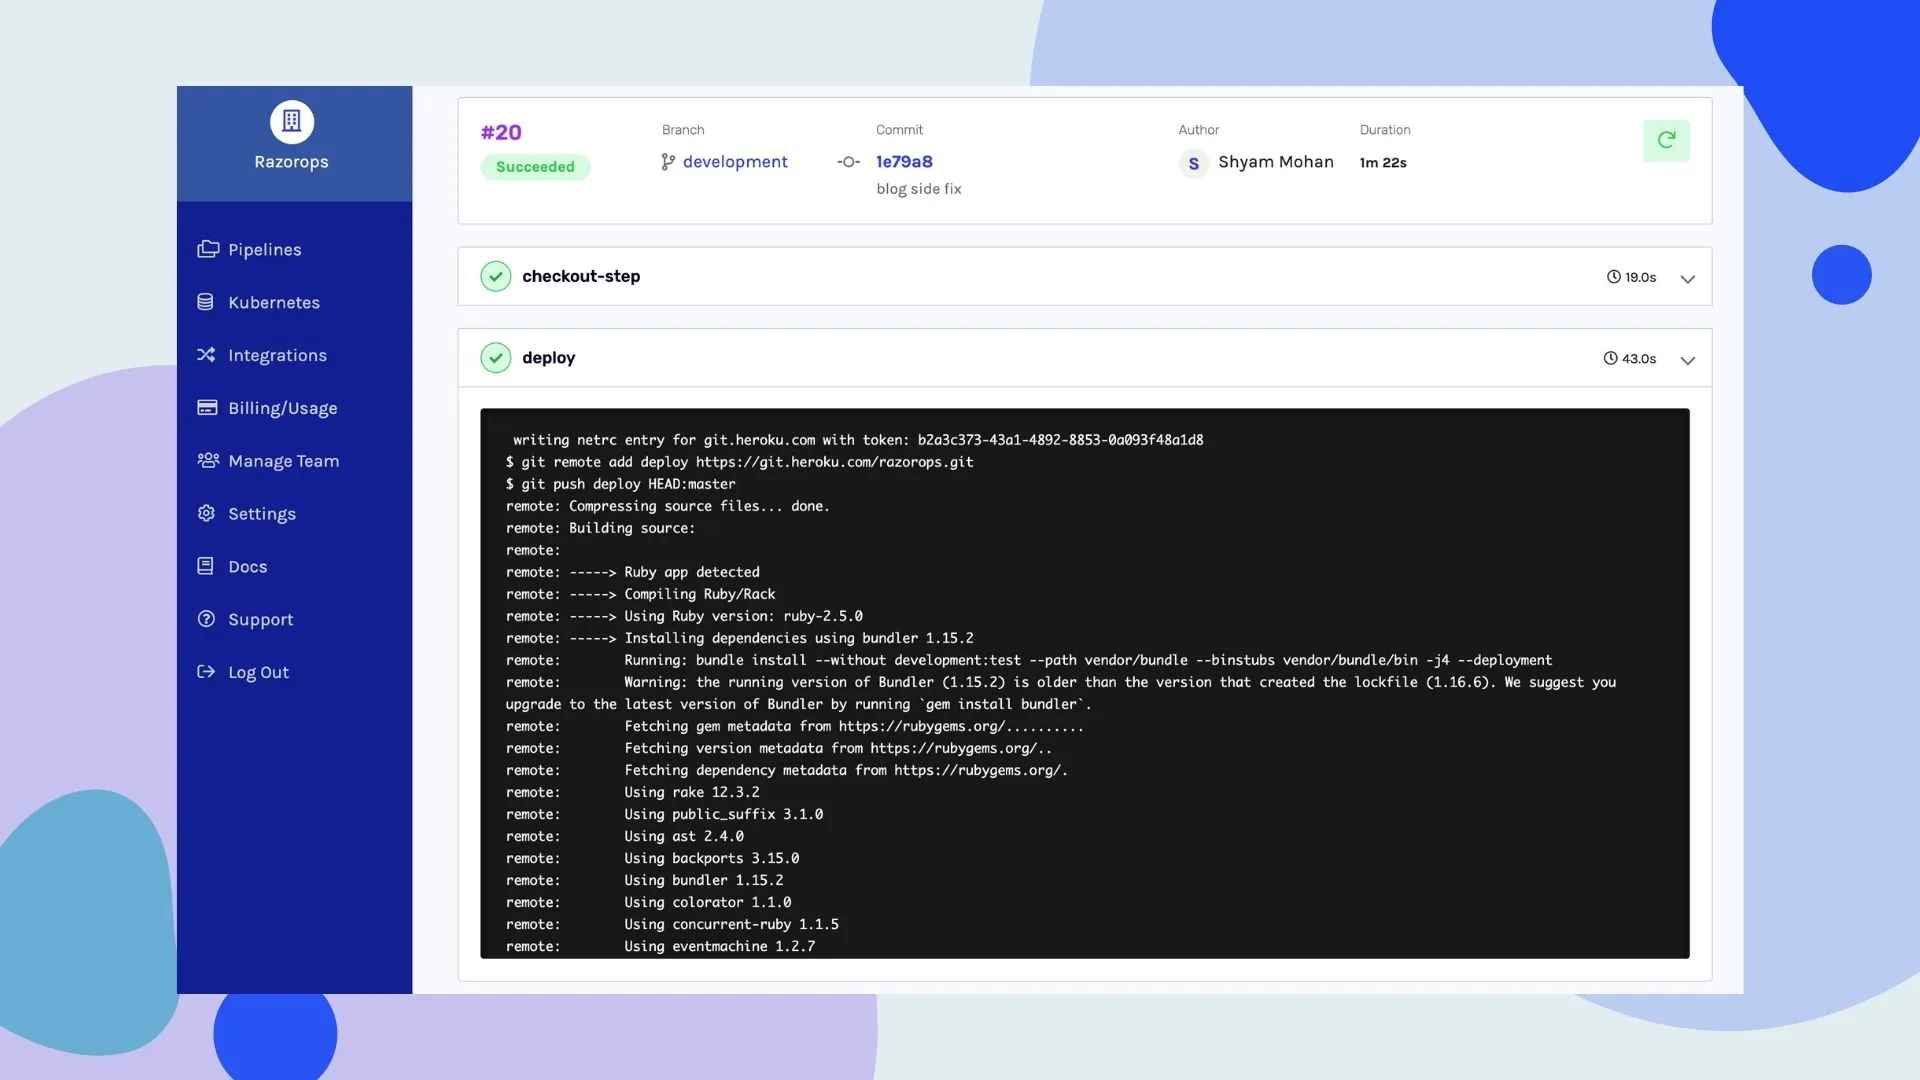 Razorops
Pipelines
Kubernetes
Integrations
Billing/Usage
Manage Team
Settings
Docs
Support
Log Out
#20
Succeeded
Branch
development
Commit
1e79a8
blog side fix
Author
S Shyam Mohan
Duration
1m 22s
checkout-step
19.0s
deploy
43.0s
writing netrc entry for git.heroku.com with token: b2a3c373-43a1-4892-8853-0a093f48a1d8
$ git remote add deploy https://git.heroku.com/razorops.git
$ git push deploy HEAD:master
remote: Compressing source files... done.
remote: Building source:
remote:
remote: -----> Ruby app detected
remote: -----> Compiling Ruby/Rack
remote: -----> Using Ruby version: ruby-2.5.0
remote: -----> Installing dependencies using bundler 1.15.2
remote: Running: bundle install --without development:test --path vendor/bundle --binstubs vendor/bundle/bin -j4 --deployment
remote: Warning: the running version of Bundler (1.15.2) is older than the version that created the lockfile (1.16.6). We suggest you
upgrade to the latest version of Bundler by running `gem install bundler`.
remote: Fetching gem metadata from https://rubygems.org/..........
remote: Fetching version metadata from https://rubygems.org/..
remote: Fetching dependency metadata from https://rubygems.org/.
remote: Using rake 12.3.2
remote: Using public_suffix 3.1.0
remote: Using ast 2.4.0
remote: Using backports 3.15.0
remote: Using bundler 1.15.2
remote: Using colorator 1.1.0
remote: Using concurrent-ruby 1.1.5
remote: Using eventmachine 1.2.7